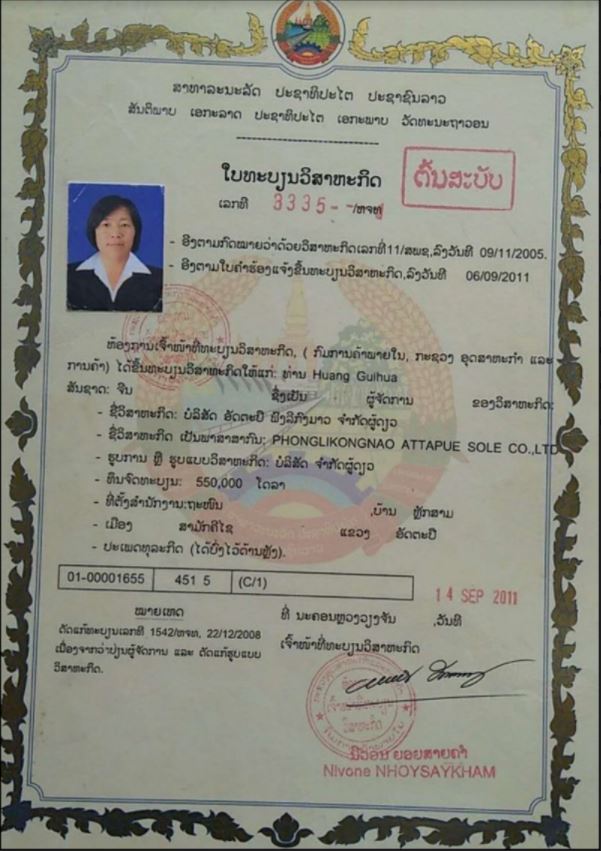 ສາທາລະນະລັດ ປະຊາທິປະໄຕ ປະຊາຊົນລາວ
ສັນຕິພາບ ເອກະລາດ ປະຊາທິປະໄຕ ເອກະພາບ ວັດທະນະຖາວອນ
ໃບທະບຽນວິສາຫະກິດ
ຕົ້ນສະບັບ
ເລກທີ 3335-- /ຫຈທ
- ອີງຕາມກົດໝາຍວ່າດ້ວຍວິສາຫະກິດເລກທີ11/ສພຊ,ລົງວັນທີ 09/11/2005.
- ອີງຕາມໃບຄຳຮ້ອງແຈ້ງຂຶ້ນທະບຽນວິສາຫະກິດ,ລົງວັນທີ 06/09/2011
ຫ້ອງການເຈົ້າໜ້າທີ່ທະບຽນວິສາຫະກິດ, ( ກົມການຄ້າພາຍໃນ, ກະຊວງ ອຸດສາຫະກຳ ແລະ
ການຄ້າ) ໄດ້ຂຶ້ນທະບຽນວິສາຫະກິດໃຫ້ແກ່: ທ່ານ Huang Guihua
ສັນຊາດ: ຈີນ ຊຶ່ງເປັນ ຜູ້ຈັດການ ຂອງວິສາຫະກິດ:
- ຊື່ວິສາຫະກິດ: ບໍລິສັດ ອັດຕະປື ຟົງລີກົງນາວ ຈຳກັດຜູ້ດຽວ
- ຊື່ວິສາຫະກິດ ເປັນພາສາສາກົນ: PHONGLIKONGNAO ATTAPUE SOLE CO.,LTD
- ຮູບການ ຫຼື ຮູບແບບວິສາຫະກິດ: ບໍລິສັດ ຈຳກັດຜູ້ດຽວ
- ທຶນຈົດທະບຽນ: 550,000 ໂດລາ
- ທີ່ຕັ້ງສຳນັກງານ:ຖະໜົນ ,ບ້ານ ຫຼັກສາມ
- ເມືອງ ສາມັກຄີໄຊ ແຂວງ ອັດຕະປື
- ປະເພດທຸລະກິດ (ໄດ້ບົ່ງໄວ້ດ້ານຫຼັງ).
01-00001655 451 5 (C/1)
14 SEP 2011
ໝາຍເຫດ
ທີ່ ນະຄອນຫຼວງວຽງຈັນ ,ວັນທີ
ດັດແກ້ທະບຽນເລກທີ 1542/ຫຈທ, 22/12/2008
ເນື່ອງຈາກວ່າປ່ຽນຜູ້ຈັດການ ແລະ ດັດແກ້ຮູບແບບ
ວິສາຫະກິດ.
ເຈົ້າໜ້າທີ່ທະບຽນວິສາຫະກິດ
ນີວອນ ຍອຍສາຍຄຳ
Nivone NHOYSAYKHAM